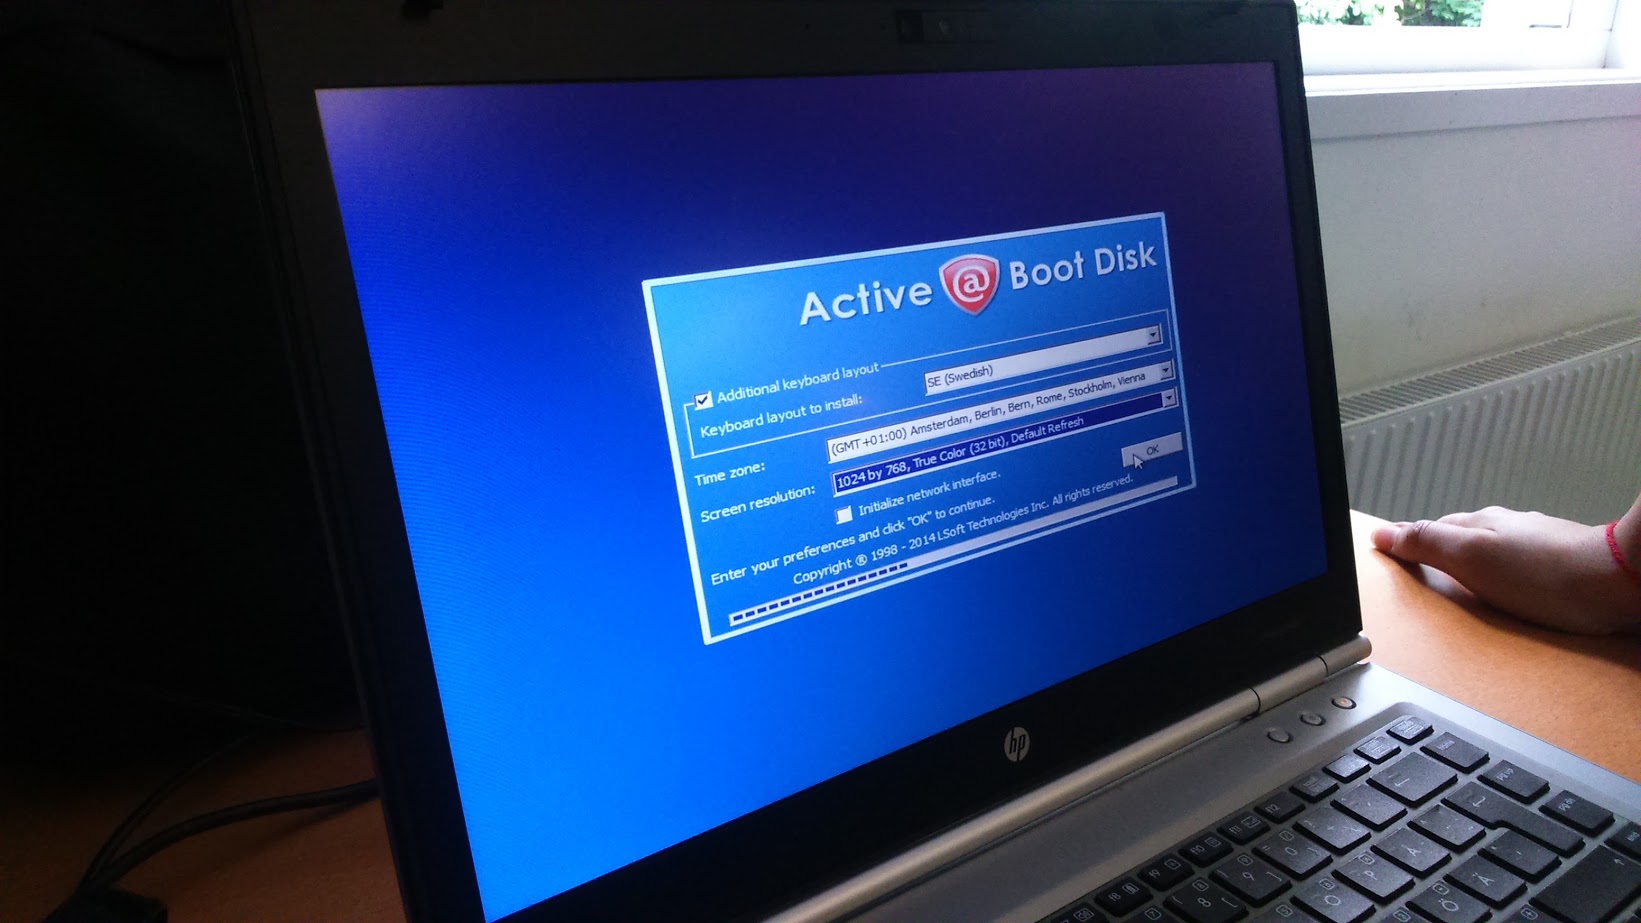 Active @ Boot Disk
Additional keyboard layout
Keyboard layout to install:
SE (Swedish)
Time zone:
(GMT+01:00) Amsterdam, Berlin, Bern, Rome, Stockholm, Vienna
Screen resolution:
1024 by 768, True Color (32 bit), Default Refresh
Initialize network interface.
OK
Enter your preferences and click "OK" to continue.
Copyright ® 1998 - 2014 LSoft Technologies Inc. All rights reserved.
hp